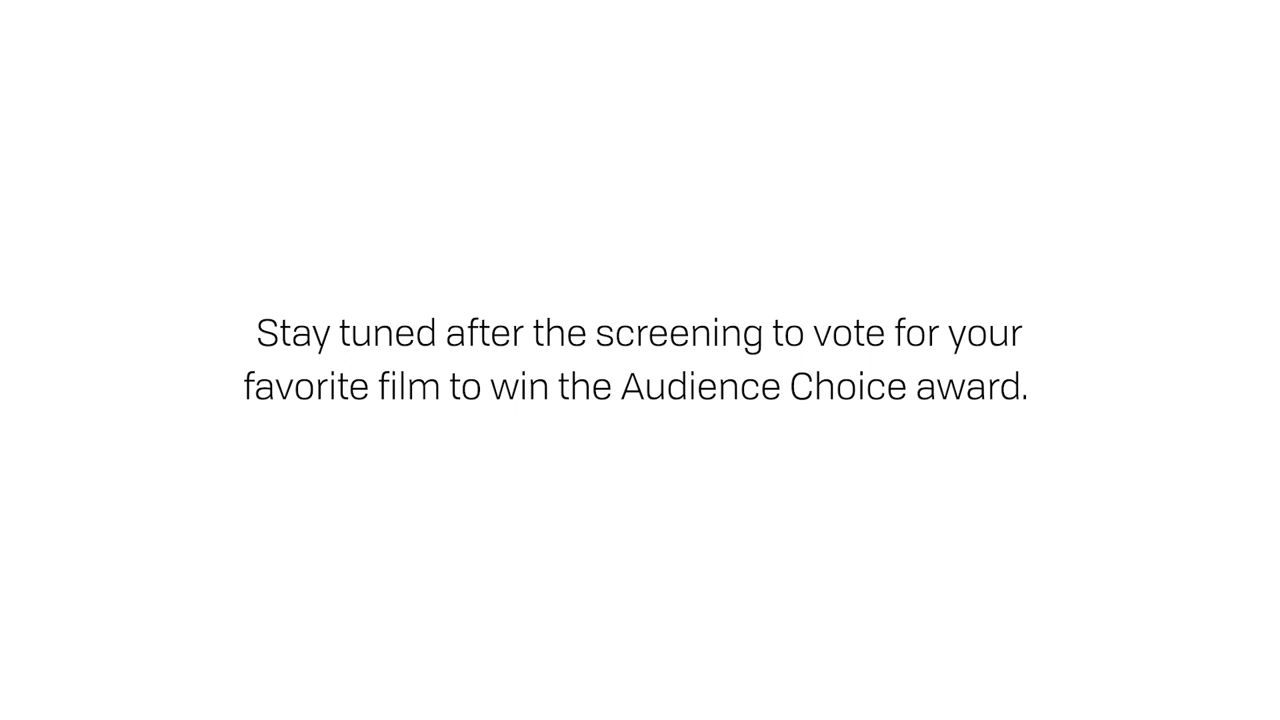 Stay tuned after the screening to vote for your
favorite film to win the Audience Choice award.